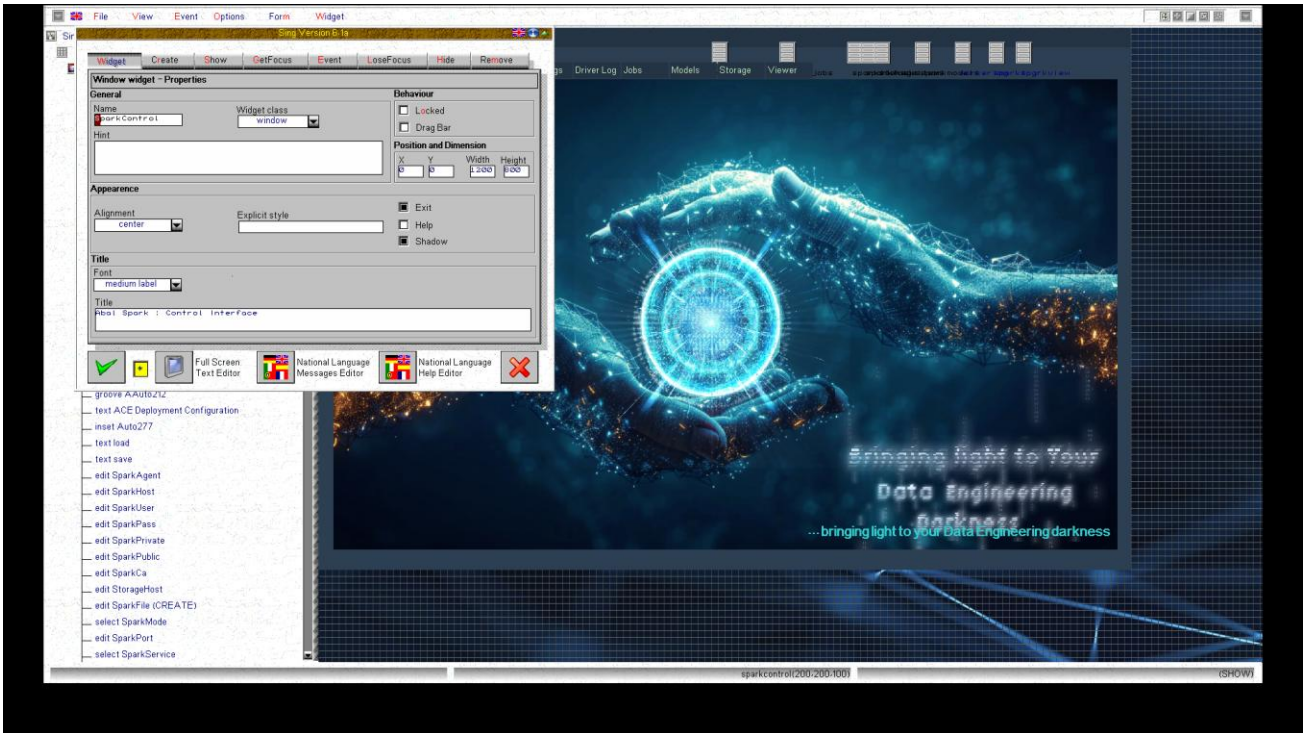 File View Event Options Form Widget
Sing Version 6.1a
Widget Create Show GetFocus Event LoseFocus Hide Remove
Driver Log Jobs Models Storage Viewer
Window widget - Properties
General
Behaviour
Name
Widget class
SparkControl
window
Locked
Drag Bar
Hint
Position and Dimension
X Y Width Height
0 0 1200 800
Appearence
Alignment
center
Explicit style
Exit
Help
Shadow
Title
Font
medium label
Title
Abal Spark : Control Interface
Full Screen
Text Editor
National Language
Messages Editor
National Language
Help Editor
groove AAuto212
text ACE Deployment Configuration
inset Auto277
text load
text save
edit SparkAgent
edit SparkHost
edit SparkUser
edit SparkPass
edit SparkPrivate
edit SparkPublic
edit SparkCa
edit StorageHost
edit SparkFile (CREATE)
select SparkMode
edit SparkPort
select SparkService
Bringing light to Your
Data Engineering
Darkness
...bringing light to your Data Engineering darkness
sparkcontrol(200-200-100)
(SHOW)